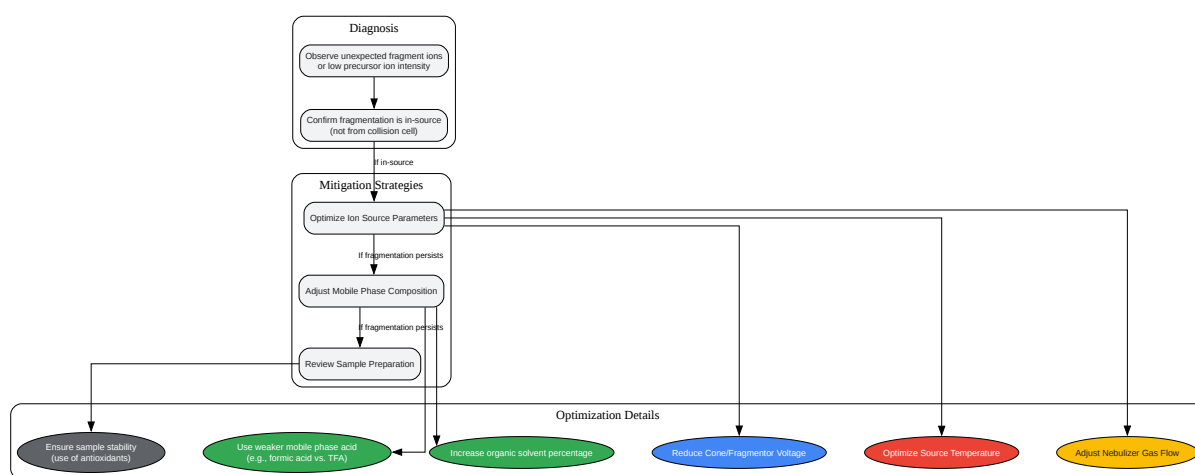 Diagnosis
Observe unexpected fragment ions
or low precursor ion intensity
Confirm fragmentation is in-source
(not from collision cell)
If in-source
Mitigation Strategies
Optimize Ion Source Parameters
If fragmentation persists
Adjust Mobile Phase Composition
If fragmentation persists
Review Sample Preparation
Optimization Details
Ensure sample stability
(use of antioxidants)
Use weaker mobile phase acid
(e.g., formic acid vs. TFA)
Increase organic solvent percentage
Reduce Cone/Fragmentor Voltage
Optimize Source Temperature
Adjust Nebulizer Gas Flow